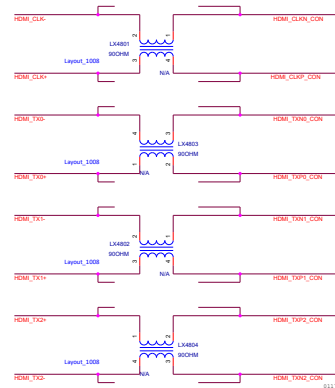 HDMI_CLK- HDMI_CLKN_CON
2 1
LX4801
90OHM
3 4
Layout_1008
N/A
HDMI_CLK+ HDMI_CLKP_CON
HDMI_TX0- HDMI_TXN0_CON
4 3
LX4803
90OHM
Layout_1008
1 2
N/A
HDMI_TX0+ HDMI_TXP0_CON
HDMI_TX1- HDMI_TXN1_CON
2 1
LX4802
90OHM
3 4
Layout_1008
N/A
HDMI_TX1+ HDMI_TXP1_CON
HDMI_TX2+ HDMI_TXP2_CON
4 3
LX4804
90OHM
Layout_1008
1 2
N/A
HDMI_TX2- HDMI_TXN2_CON